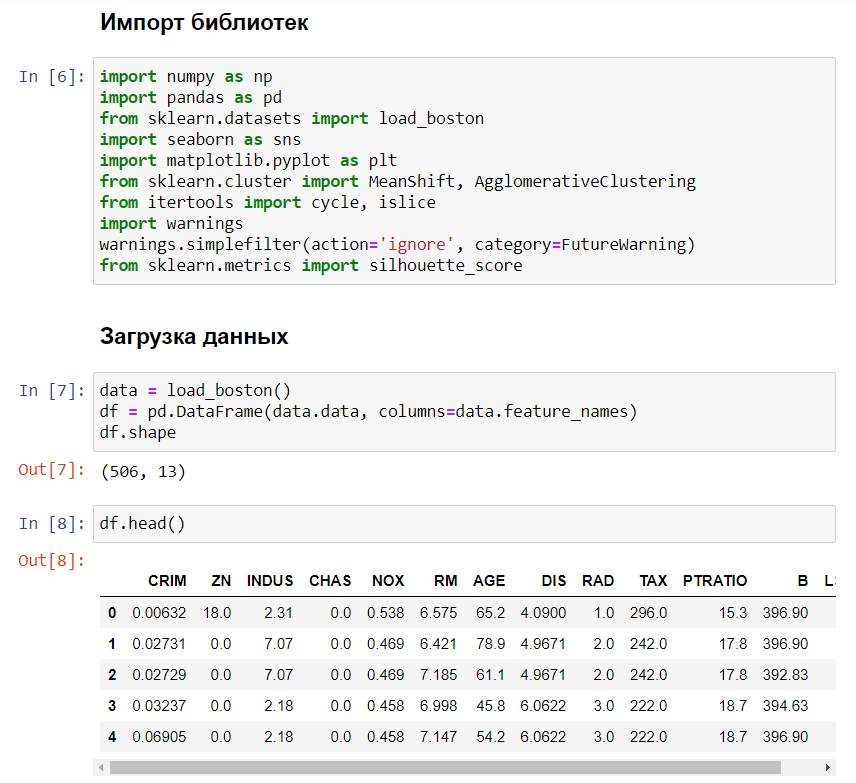 Импорт библиотек
In [6]: import numpy as np
import pandas as pd
from sklearn.datasets import load_boston
import seaborn as sns
import matplotlib.pyplot as plt
from sklearn.cluster import MeanShift, AgglomerativeClustering
from itertools import cycle, islice
import warnings
warnings.simplefilter(action='ignore', category=FutureWarning)
from sklearn.metrics import silhouette_score
Загрузка данных
In [7]: data = load_boston()
df = pd.DataFrame(data.data, columns=data.feature_names)
df.shape
Out[7]: (506, 13)
In [8]: df.head()
Out[8]:
CRIM ZN INDUS CHAS NOX RM AGE DIS RAD TAX PTRATIO B
0 0.00632 18.0 2.31 0.0 0.538 6.575 65.2 4.0900 1.0 296.0 15.3 396.90
1 0.02731 0.0 7.07 0.0 0.469 6.421 78.9 4.9671 2.0 242.0 17.8 396.90
2 0.02729 0.0 7.07 0.0 0.469 7.185 61.1 4.9671 2.0 242.0 17.8 392.83
3 0.03237 0.0 2.18 0.0 0.458 6.998 45.8 6.0622 3.0 222.0 18.7 394.63
4 0.06905 0.0 2.18 0.0 0.458 7.147 54.2 6.0622 3.0 222.0 18.7 396.90